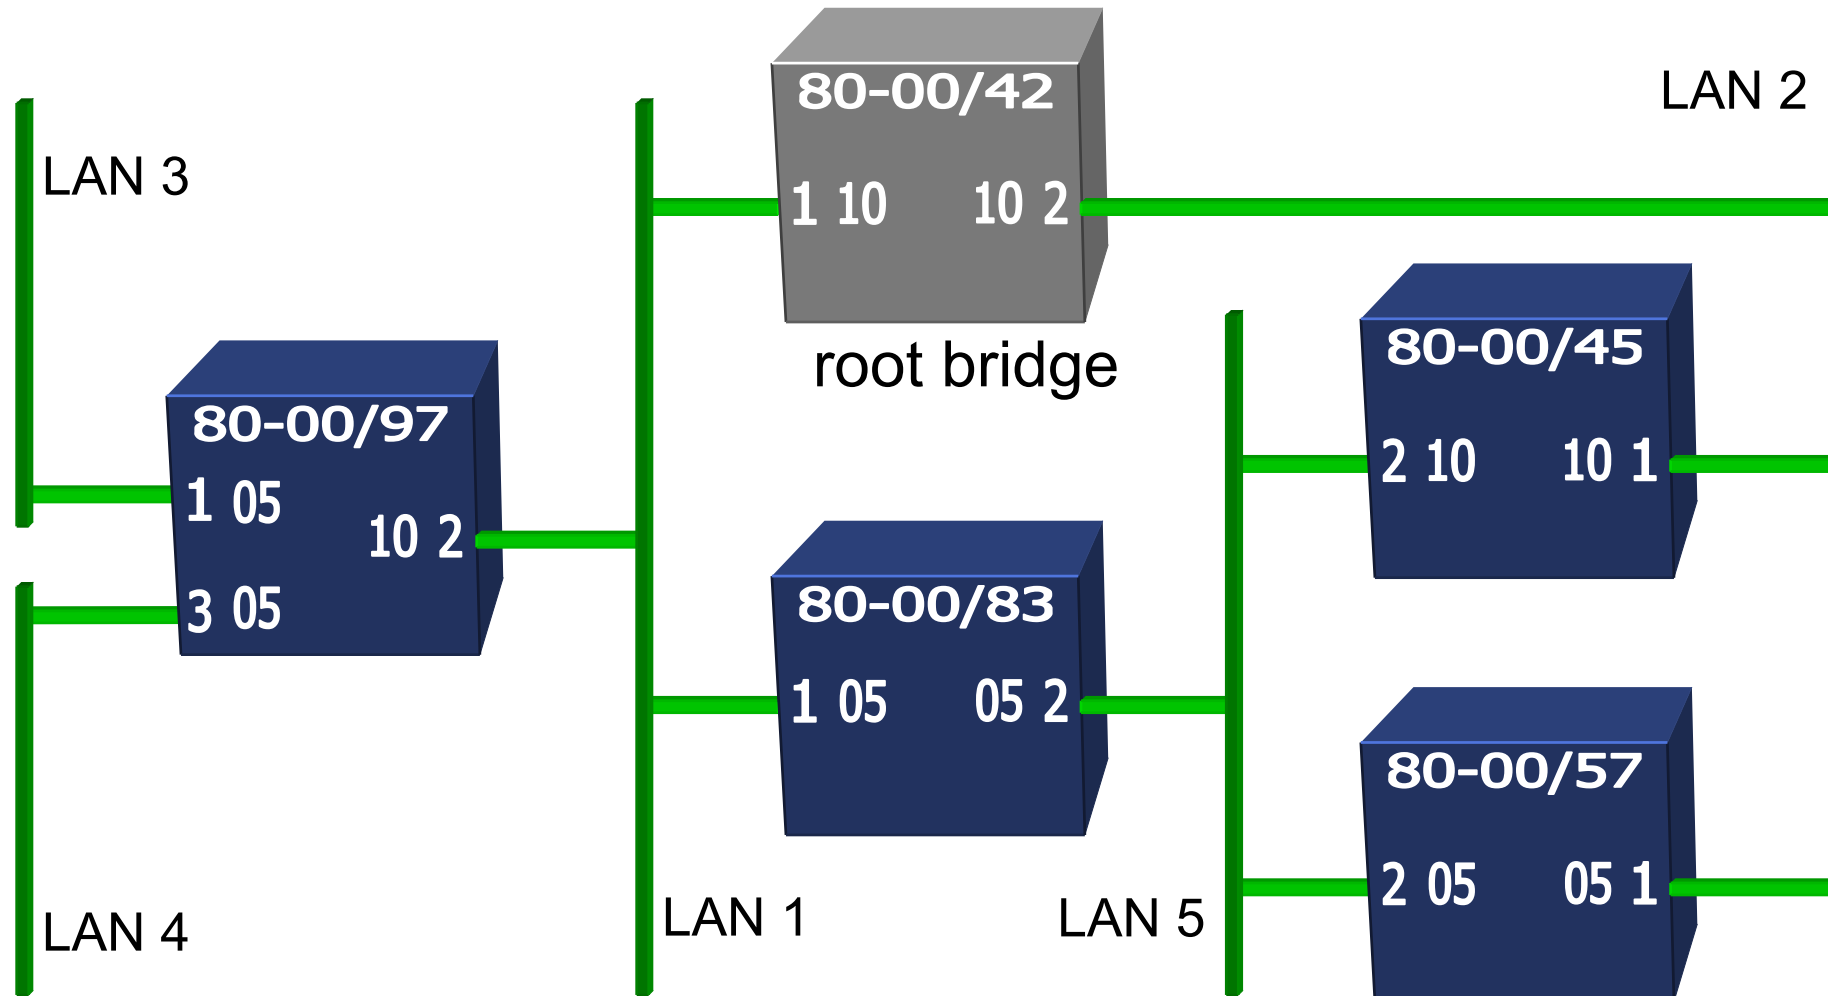 80-00/42
1 10 10 2
root bridge
LAN 2
LAN 3
80-00/97
1 05
10 2
3 05
80-00/45
2 10 10 1
80-00/83
1 05 05 2
80-00/57
2 05 05 1
LAN 4
LAN 1
LAN 5